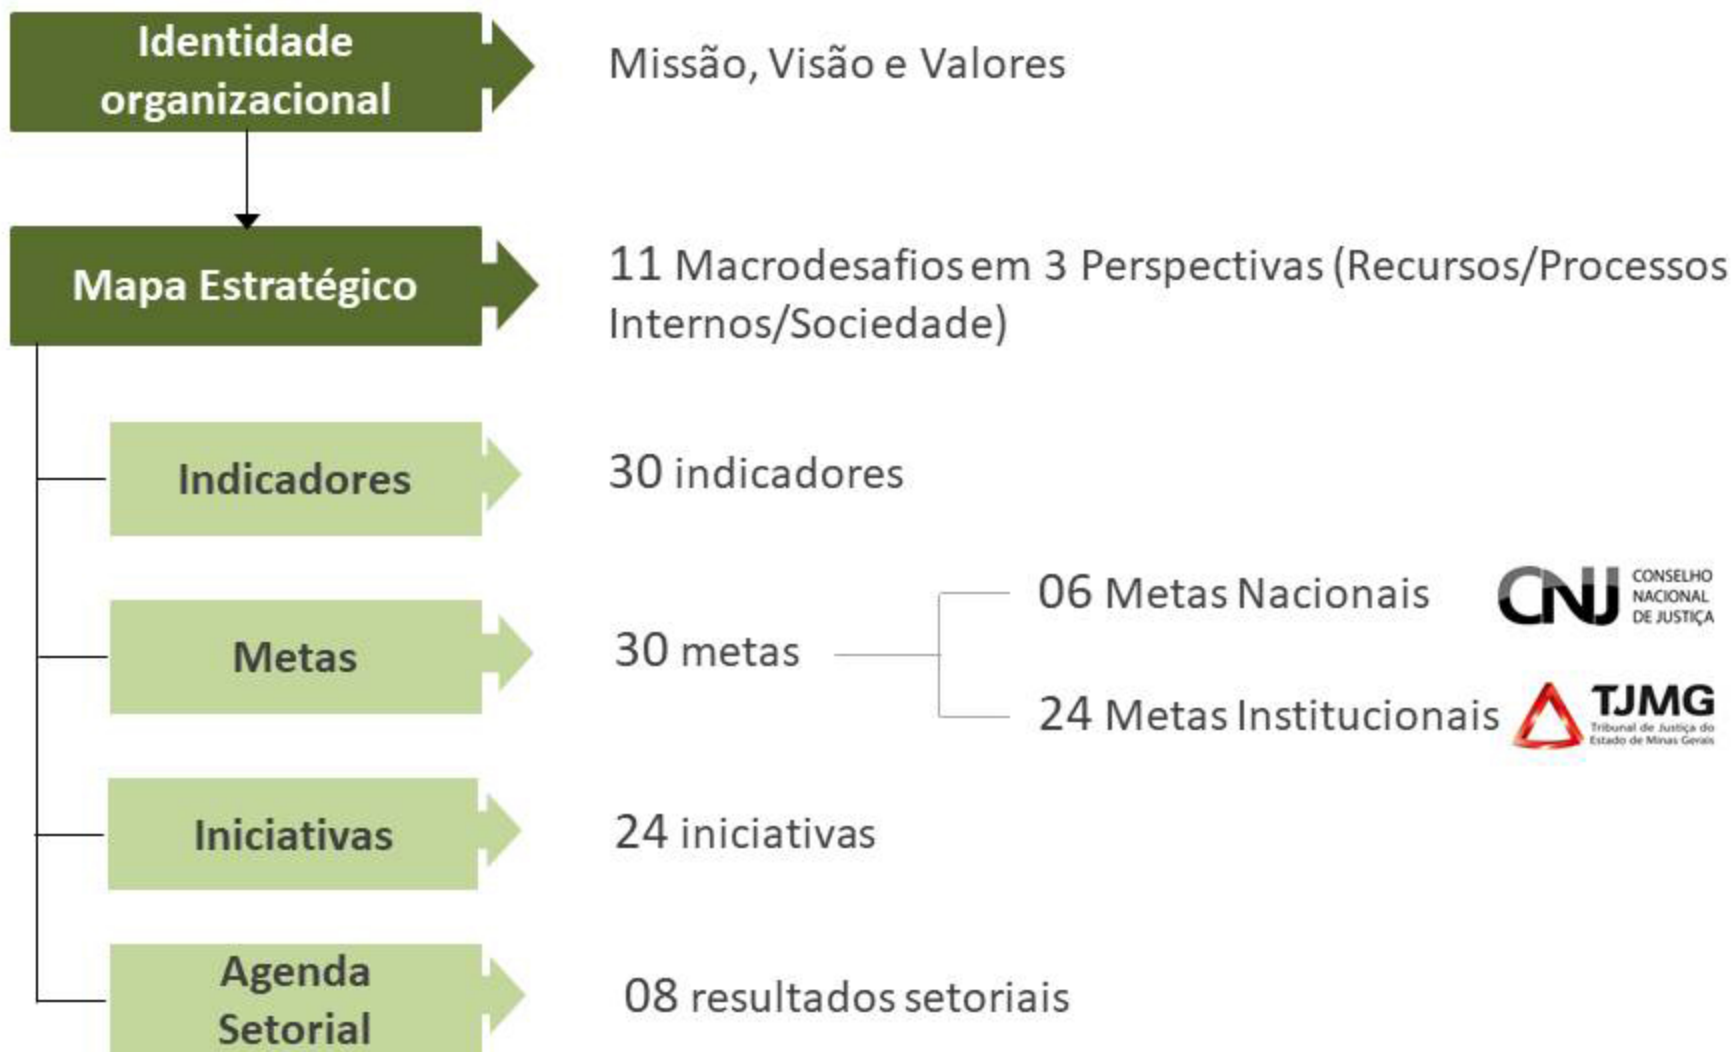 Identidade
organizacional
Missão, Visão e Valores
Mapa Estratégico
11 Macrodesafios em 3 Perspectivas (Recursos/Processos
Internos/Sociedade)
Indicadores
30 indicadores
Metas
30 metas
06 Metas Nacionais
CNJ
CONSELHO
NACIONAL
DE JUSTIÇA
24 Metas Institucionais
TJMG
Tribunal de Justiça do
Estado de Minas Gerais
Iniciativas
24 iniciativas
Agenda
Setorial
08 resultados setoriais